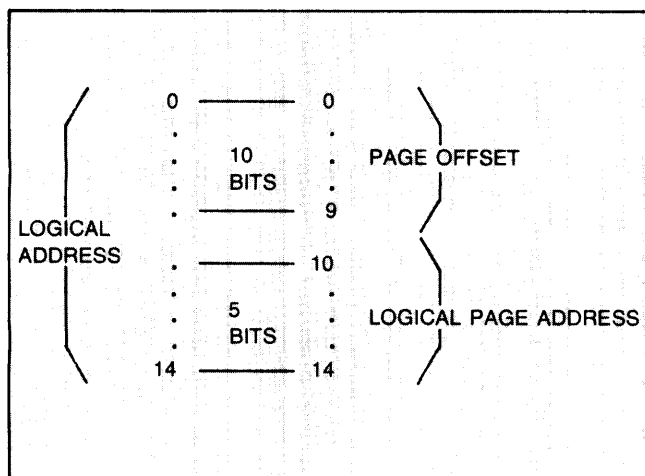 0 0
10
BITS
PAGE OFFSET
9
LOGICAL
ADDRESS
10
5
BITS
LOGICAL PAGE ADDRESS
14 14